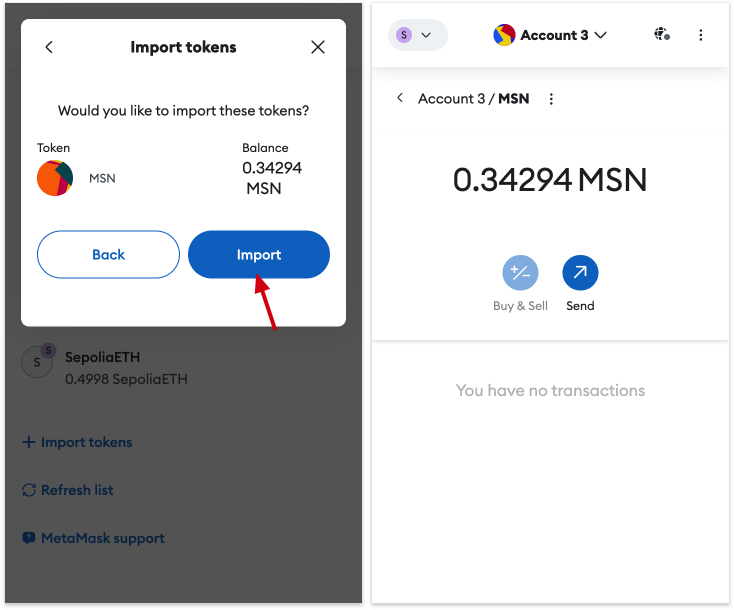 Import tokens
Would you like to import these tokens?
Token
Balance
MSN
0.34294
MSN
Back
Import
S
S
SepoliaETH
0.4998 SepoliaETH
Import tokens
Refresh list
MetaMask support
S
Account 3
Account 3 / MSN
0.34294 MSN
Buy & Sell
Send
You have no transactions